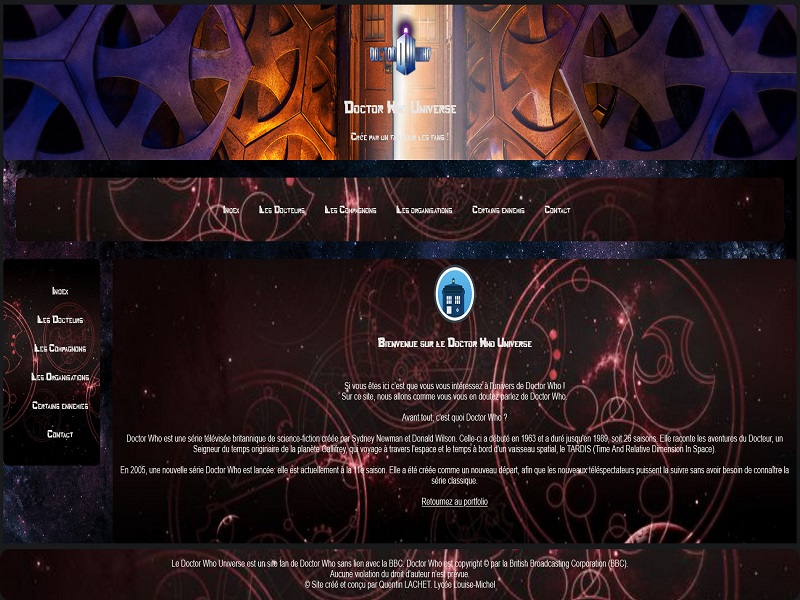 DOCTOR WHO
Doctor Who Universe
Crée par un fan pour les fans !
Index Les Docteurs Les Compagnons Les organisations Certains ennemis Contact
Index
Les Docteurs
Les Compagnons
Les Organisations
Certains ennemies
Contact
Bienvenue sur le Doctor Who Universe
Si vous êtes ici c'est que vous vous intéressez à l'univers de Doctor Who !
Sur ce site, nous allons comme vous vous en doutez parlez de Doctor Who.
Avant tout, c'est quoi Doctor Who ?
Doctor Who est une série télévisée britannique de science-fiction créée par Sydney Newman et Donald Wilson. Celle-ci a débuté en 1963 et a duré jusqu'en 1989, soit 26 saisons. Elle raconte les aventures du Docteur, un
Seigneur du temps originaire de la planète Gallifrey, qui voyage à travers l'espace et le temps à bord d'un vaisseau spatial, le TARDIS (Time And Relative Dimension In Space).
En 2005, une nouvelle série Doctor Who est lancée: elle est actuellement à la 11e saison. Elle a été créée comme un nouveau départ, afin que les nouveaux téléspectateurs puissent la suivre sans avoir besoin de connaître la
série classique.
Retournez au portfolio
Le Doctor Who Universe est un site fan de Doctor Who sans lien avec la BBC. Doctor Who est copyright © par la British Broadcasting Corporation (BBC).
Aucune violation du droit d'auteur n'est prévue.
© Site créé et conçu par Quentin LACHET. Lycée Louise-Michel